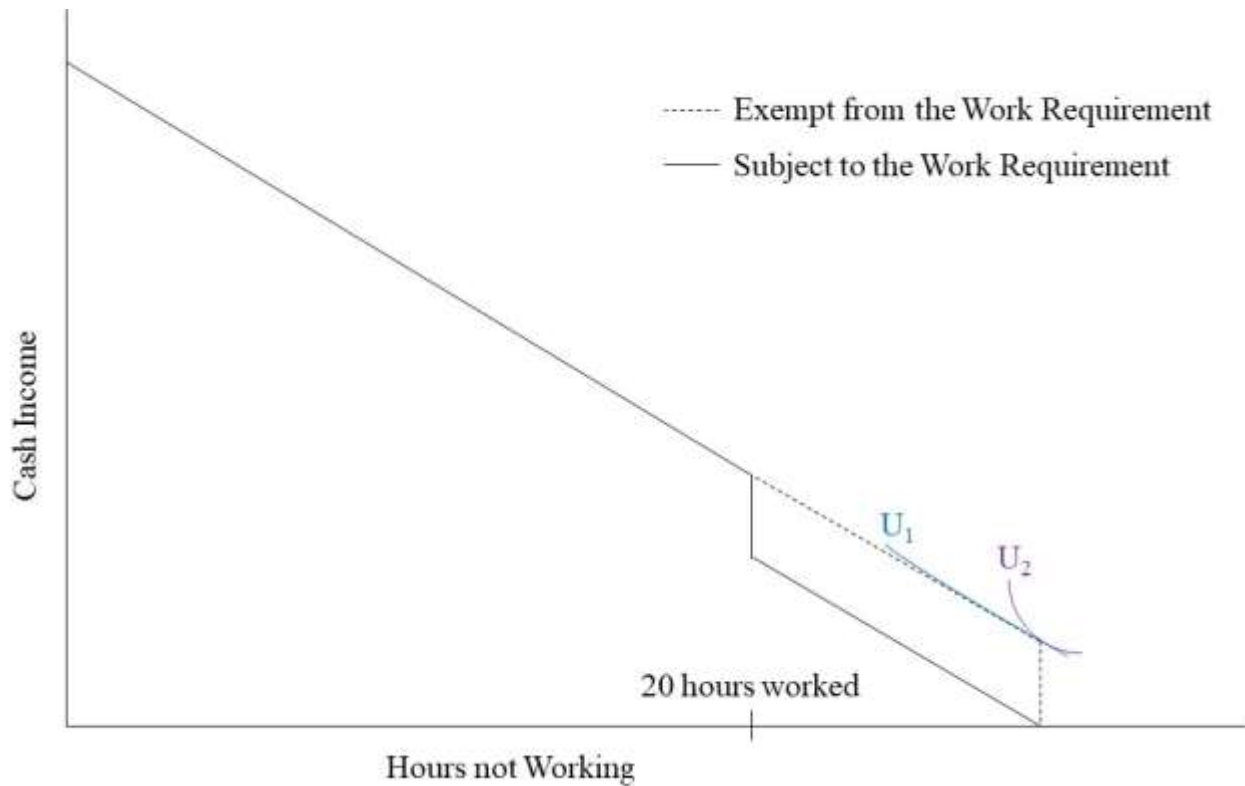 Exempt from the Work Requirement
Subject to the Work Requirement
Cash Income
U₁
U₂
20 hours worked
Hours not Working